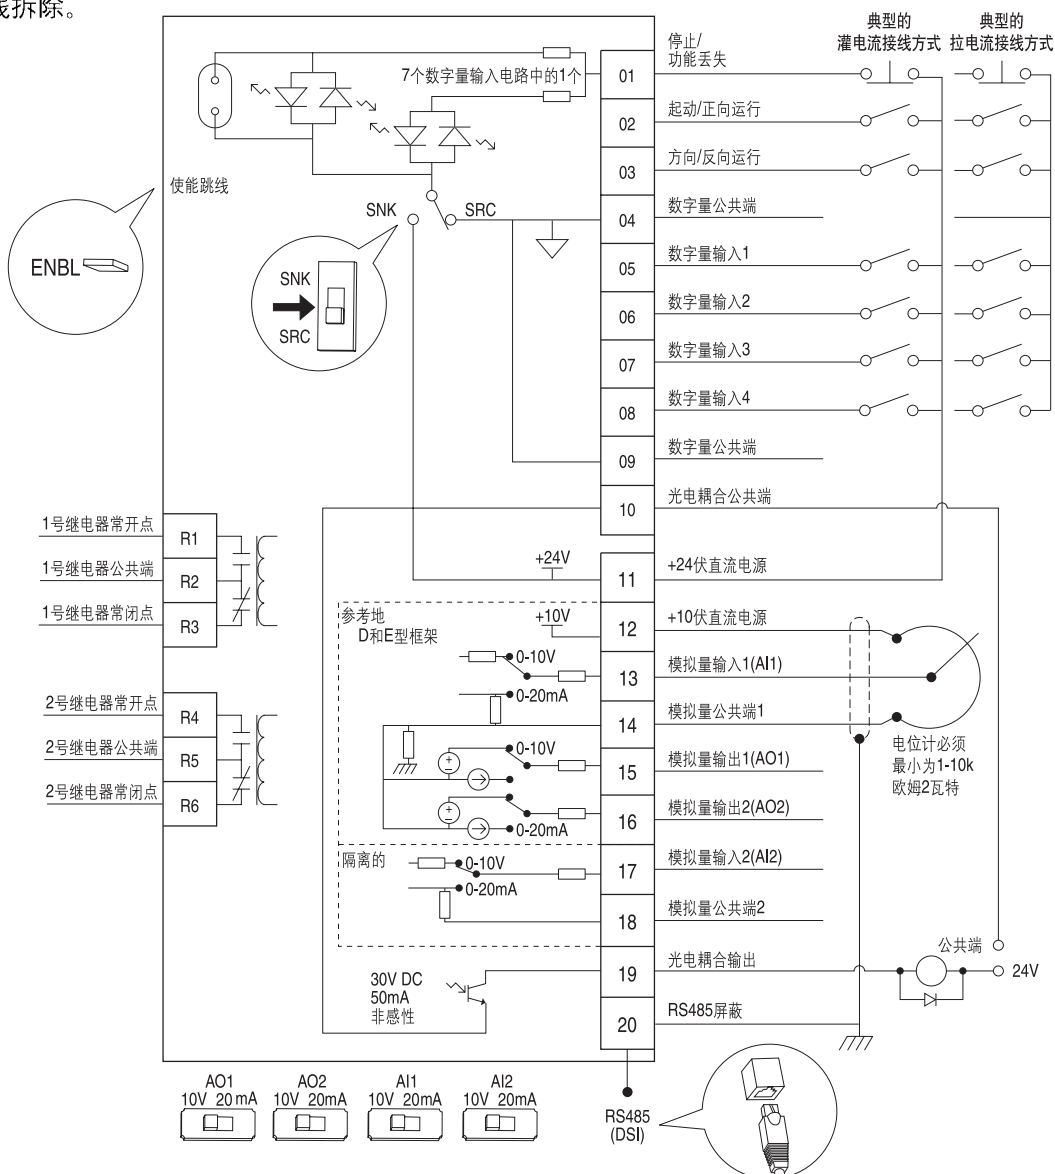 线拆除。
典型的
灌电流接线方式
典型的
拉电流接线方式
7个数字量输入电路中的1个
使能跳线
ENBL
SNK
SRC
SNK
SRC
01
停止/
功能丢失
02
起动/正向运行
03
方向/反向运行
04
数字量公共端
05
数字量输入1
06
数字量输入2
07
数字量输入3
08
数字量输入4
09
数字量公共端
10
光电耦合公共端
1号继电器常开点
R1
1号继电器公共端
R2
1号继电器常闭点
R3
2号继电器常开点
R4
2号继电器公共端
R5
2号继电器常闭点
R6
+24V
11
+24伏直流电源
参考地
D和E型框架
+10V
12
+10伏直流电源
0-10V
13
模拟量输入1(AI1)
0-20mA
14
模拟量公共端1
0-10V
15
模拟量输出1(AO1)
16
模拟量输出2(AO2)
0-20mA
电位计必须
最小为1-10k
欧姆2瓦特
隔离的
0-10V
17
模拟量输入2(AI2)
0-20mA
18
模拟量公共端2
30V DC
50mA
非感性
19
光电耦合输出
公共端
24V
20
RS485屏蔽
AO1
10V 20mA
AO2
10V 20mA
AI1
10V 20mA
AI2
10V 20mA
RS485
(DSI)